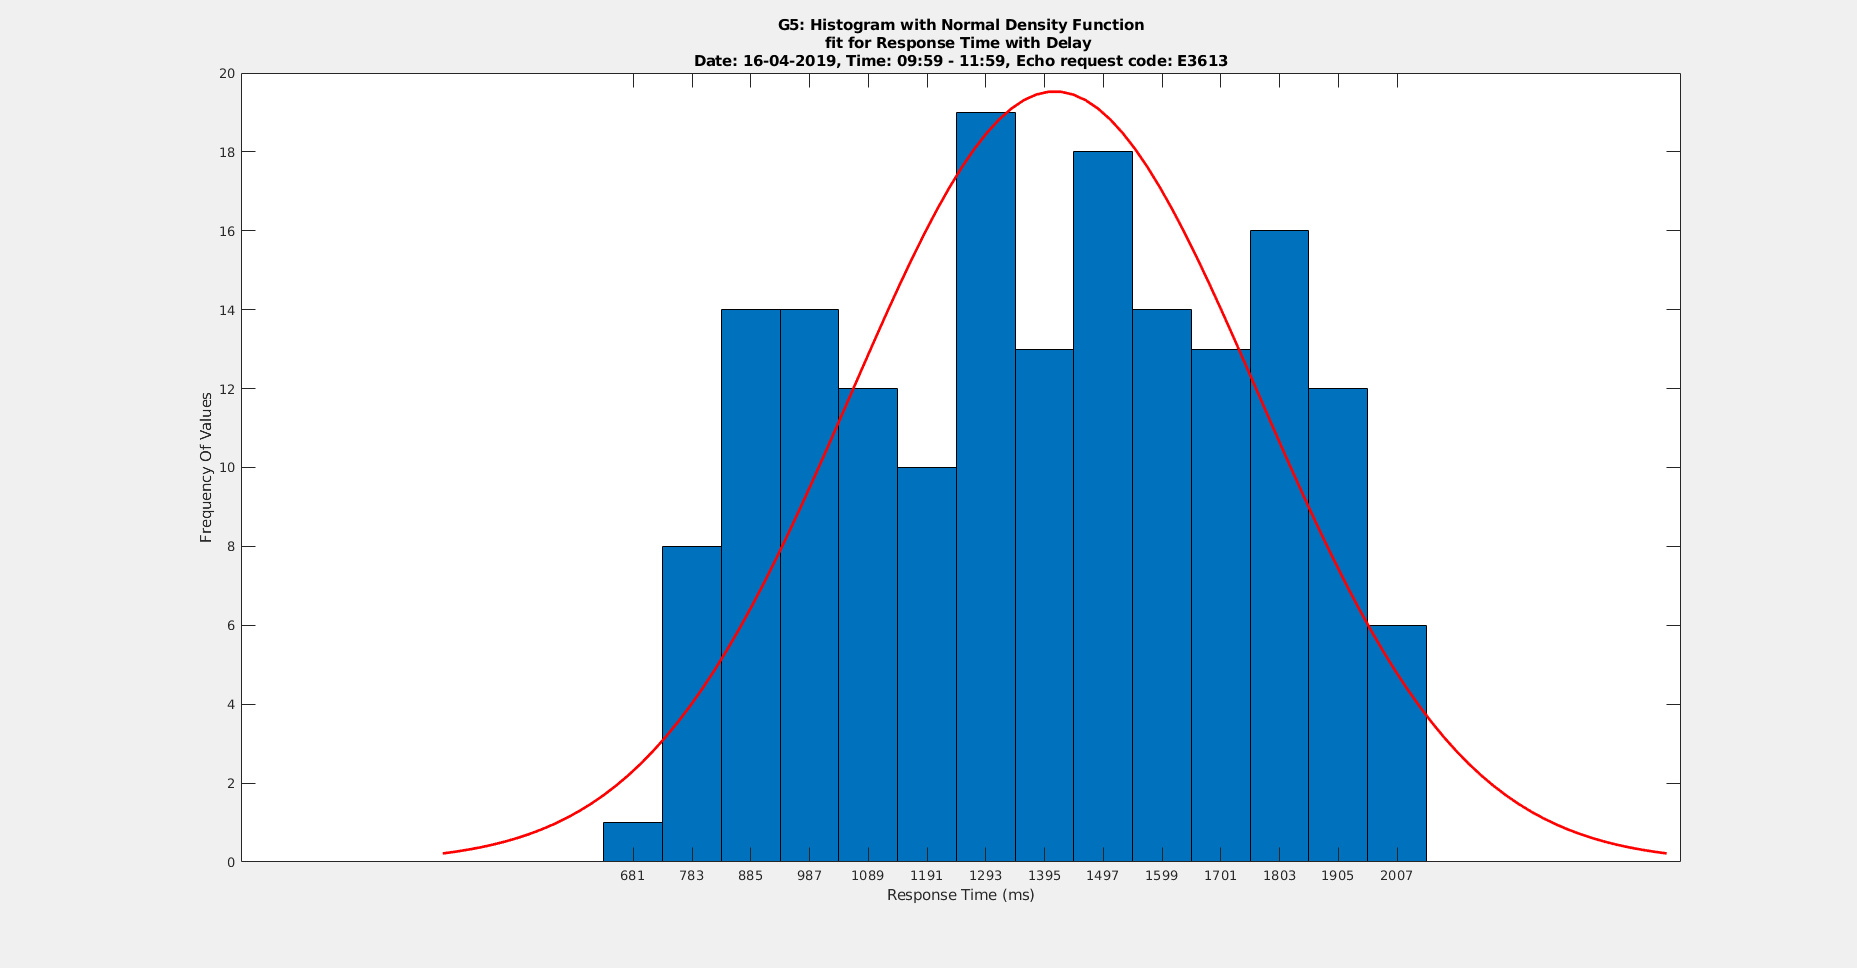 G5: Histogram with Normal Density Function
fit for Response Time with Delay
Date: 16-04-2019, Time: 09:59 - 11:59, Echo request code: E3613
20
18
16
14
12
10
8
6
4
2
0
Frequency Of Values
681 783 885 987 1089 1191 1293 1395 1497 1599 1701 1803 1905 2007
Response Time (ms)